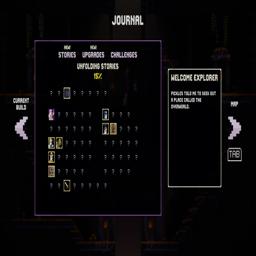 JOURNAL
NEW
NEW
STORIES UPGRADES CHALLENGES
UNFOLDING STORIES
15%
WELCOME EXPLORER
PICKLES TOLD ME TO SEEK OUT
A PLACE CALLED THE
OVERWORLD.
CURRENT
BUILD
MAP
TAB